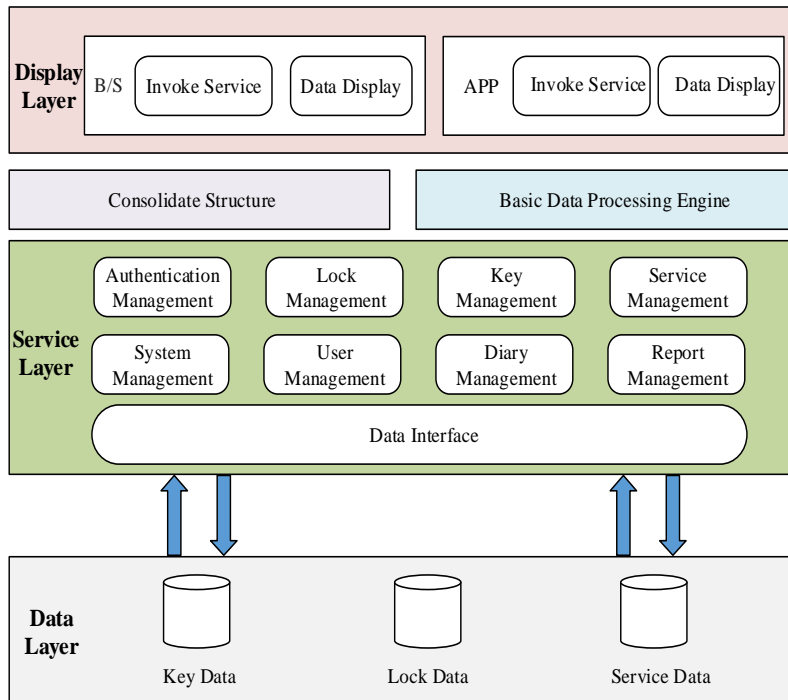 Display
Layer
B/S
Invoke Service
Data Display
APP
Invoke Service
Data Display
Consolidate Structure
Basic Data Processing Engine
Service
Layer
Authentication
Management
Lock
Management
Key
Management
Service
Management
System
Management
User
Management
Diary
Management
Report
Management
Data Interface
Data
Layer
Key Data
Lock Data
Service Data